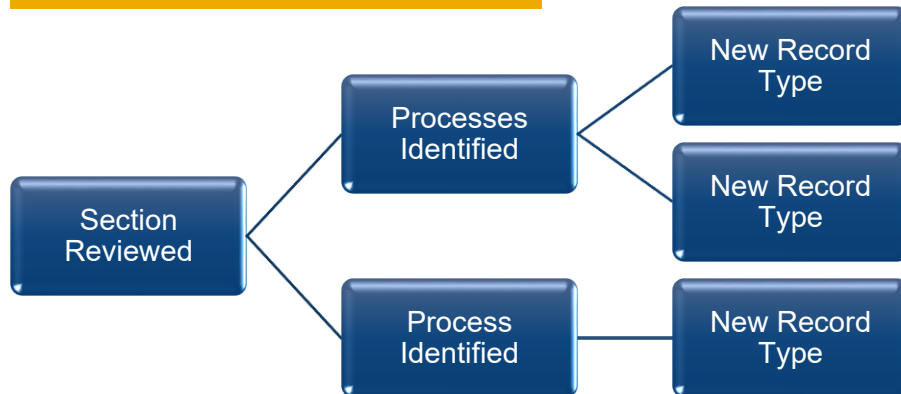 Section
Reviewed
Processes
Identified
New Record
Type
New Record
Type
Process
Identified
New Record
Type